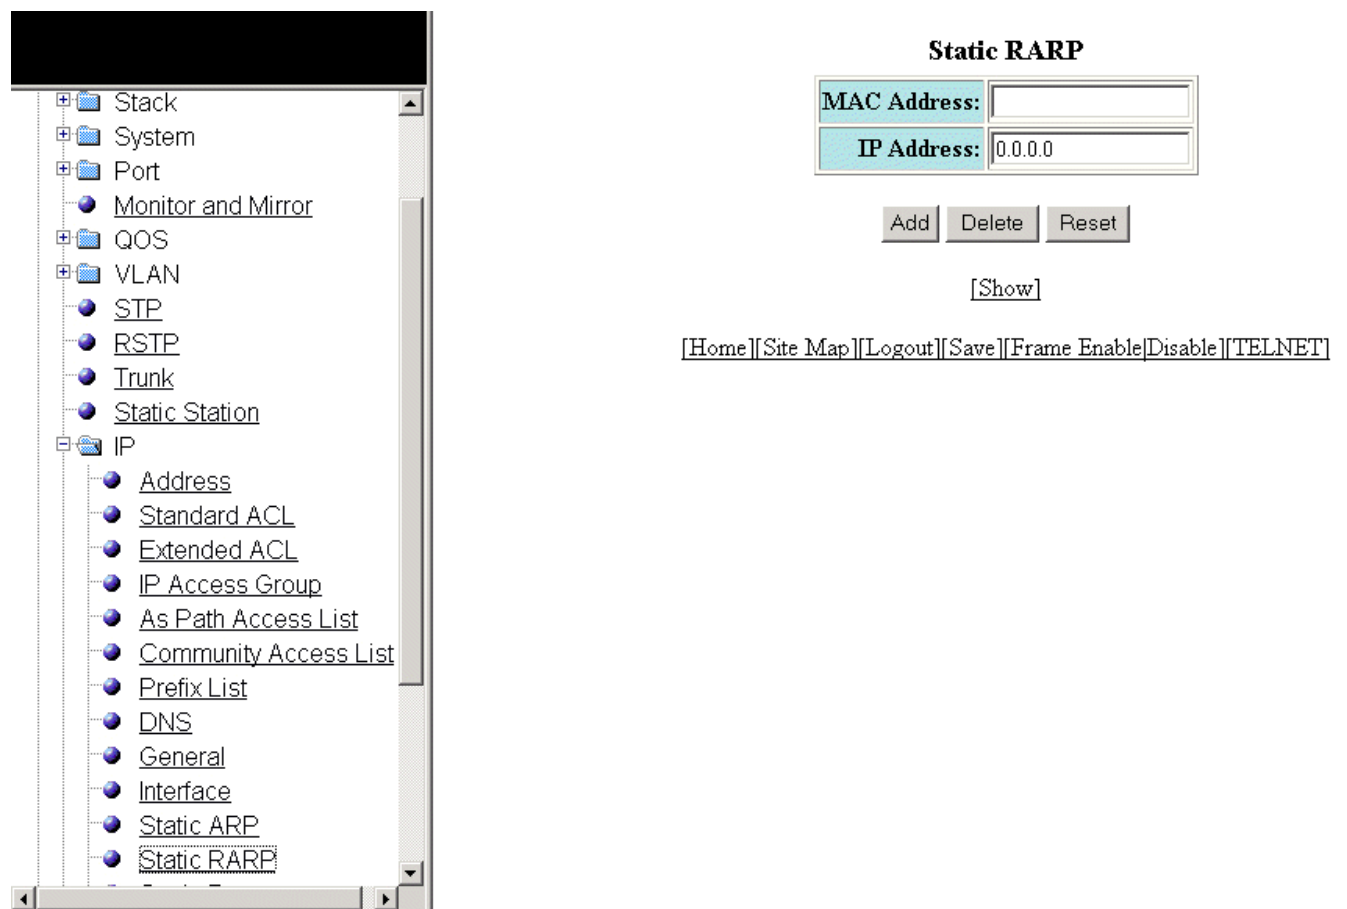 Stack
System
Port
Monitor and Mirror
QOS
VLAN
STP
RSTP
Trunk
Static Station
IP
Address
Standard ACL
Extended ACL
IP Access Group
As Path Access List
Community Access List
Prefix List
DNS
General
Interface
Static ARP
Static RARP
Static RARP
MAC Address:
IP Address: 0.0.0.0
Add Delete Reset
[Show]
[Home][Site Map][Logout][Save][Frame Enable|Disable][TELNET]